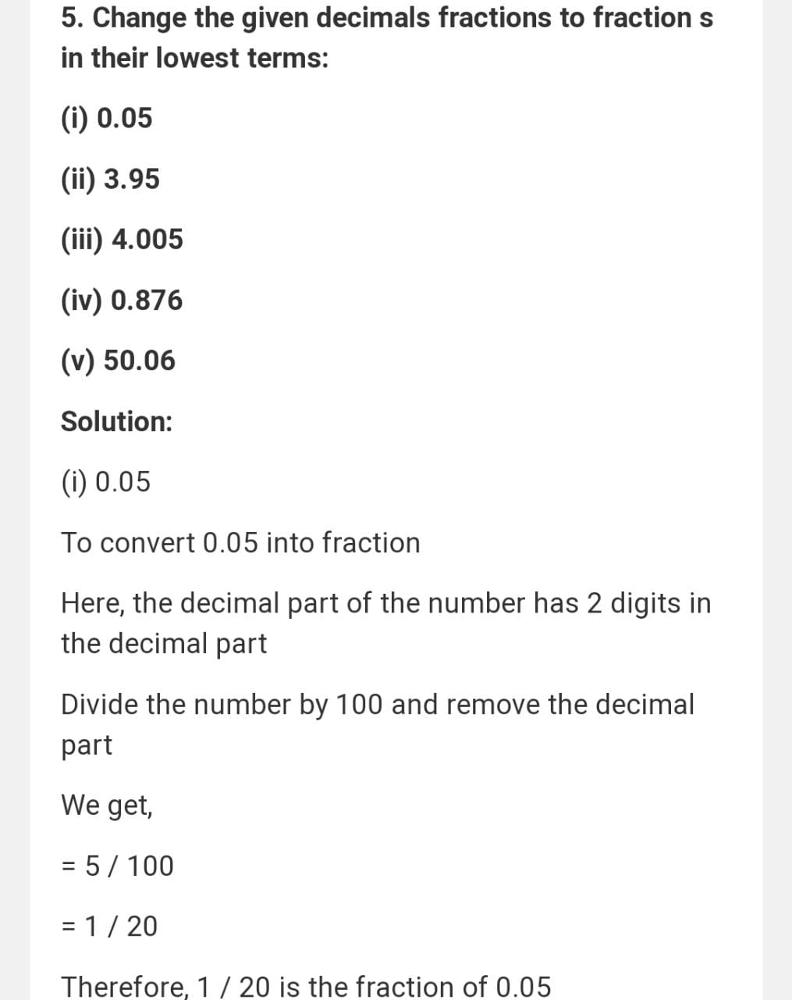 5. Change the given decimals fractions to fraction s
in their lowest terms:
(i) 0.05
(ii) 3.95
(iii) 4.005
(iv) 0.876
(v) 50.06
Solution:
(i) 0.05
To convert 0.05 into fraction
Here, the decimal part of the number has 2 digits in
the decimal part
Divide the number by 100 and remove the decimal
part
We get,
= 5 / 100
= 1 / 20
Therefore, 1 / 20 is the fraction of 0.05